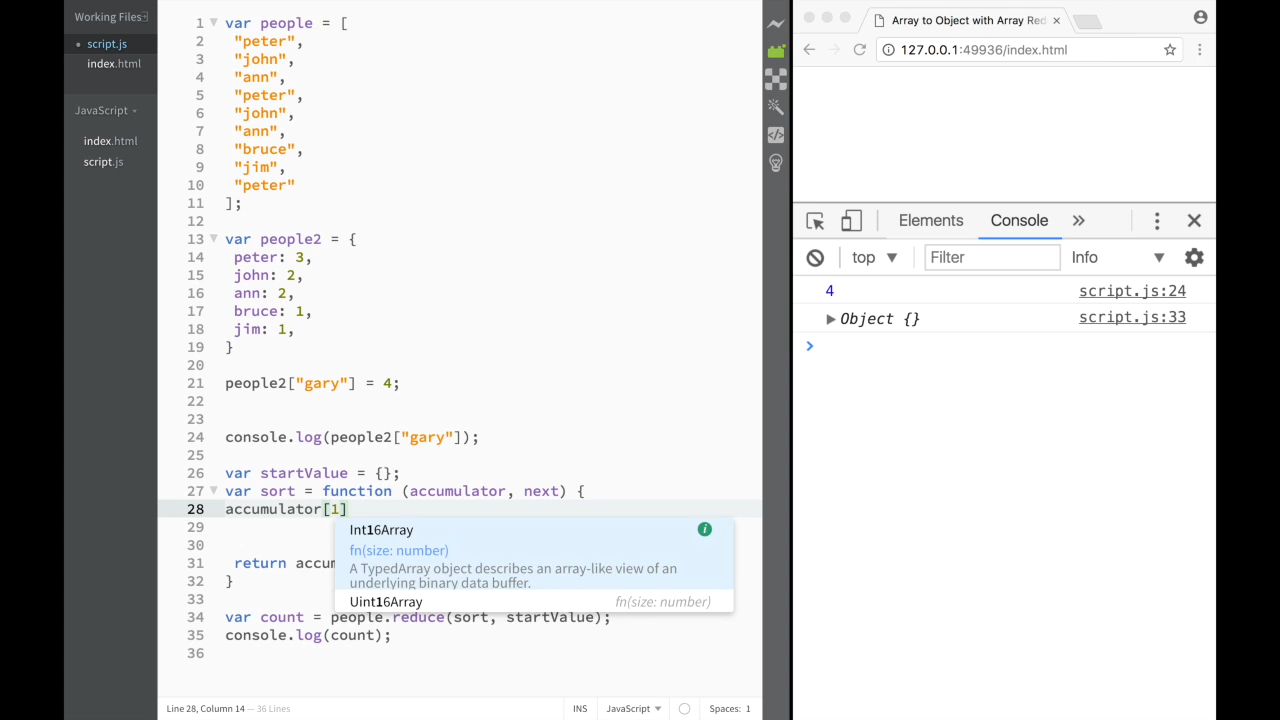 Working Files
script.js
index.html
JavaScript
index.html
script.js
1 var people = [
2 "peter",
3 "john",
4 "ann",
5 "peter",
6 "john",
7 "ann",
8 "bruce",
9 "jim",
10 "peter"
11 ];
12
13 var people2 = {
14 peter: 3,
15 john: 2,
16 ann: 2,
17 bruce: 1,
18 jim: 1,
19 }
20
21 people2["gary"] = 4;
22
23
24 console.log(people2["gary"]);
25
26 var startValue = {};
27 var sort = function (accumulator, next) {
28 accumulator[1]
29
30
31 return accum
32 }
33
34 var count = people.reduce(sort, startValue);
35 console.log(count);
36
Int16Array
fn(size: number)
A TypedArray object describes an array-like view of an
underlying binary data buffer.
Uint16Array fn(size: number)
Line 28, Column 14 — 36 Lines
INS JavaScript Spaces: 1
Array to Object with Array Red
127.0.0.1:49936/index.html
Elements Console
top Filter Info
4 script.js:24
Object {} script.js:33